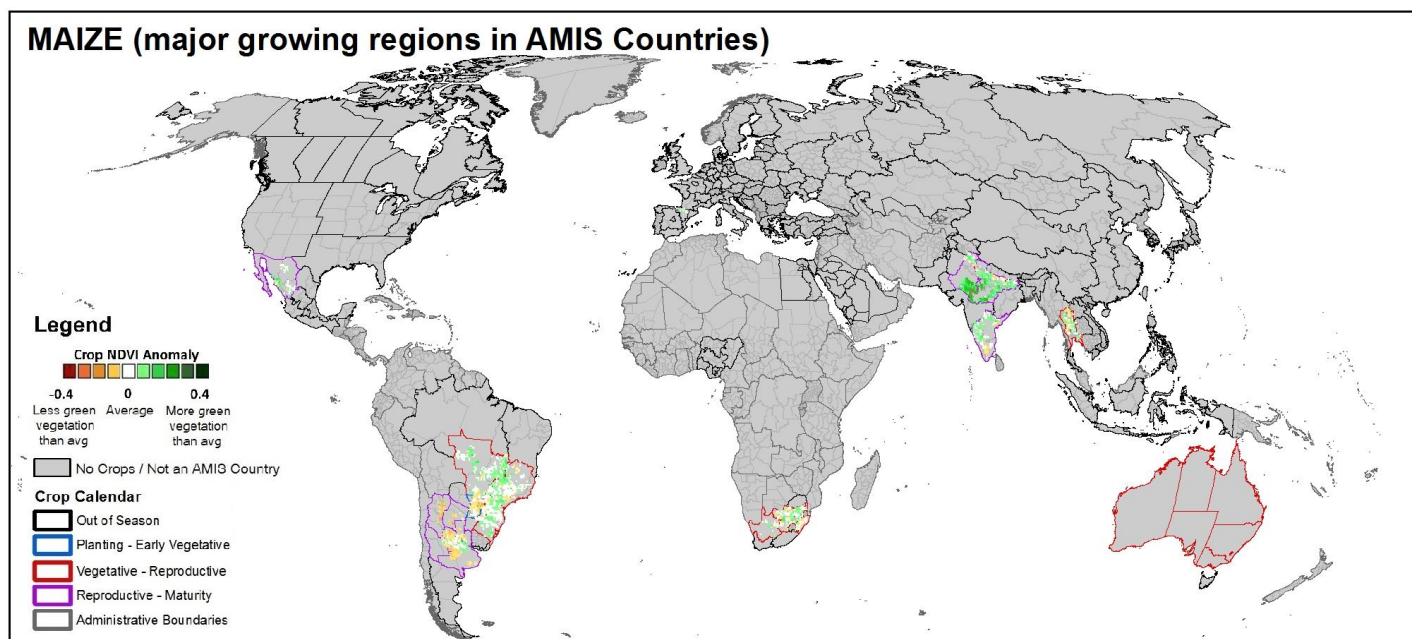 MAIZE (major growing regions in AMIS Countries)
Legend
Crop NDVI Anomaly
-0.4 0 0.4
Less green Average More green
vegetation vegetation
than avg than avg
No Crops / Not an AMIS Country
Crop Calendar
Out of Season
Planting - Early Vegetative
Vegetative - Reproductive
Reproductive - Maturity
Administrative Boundaries